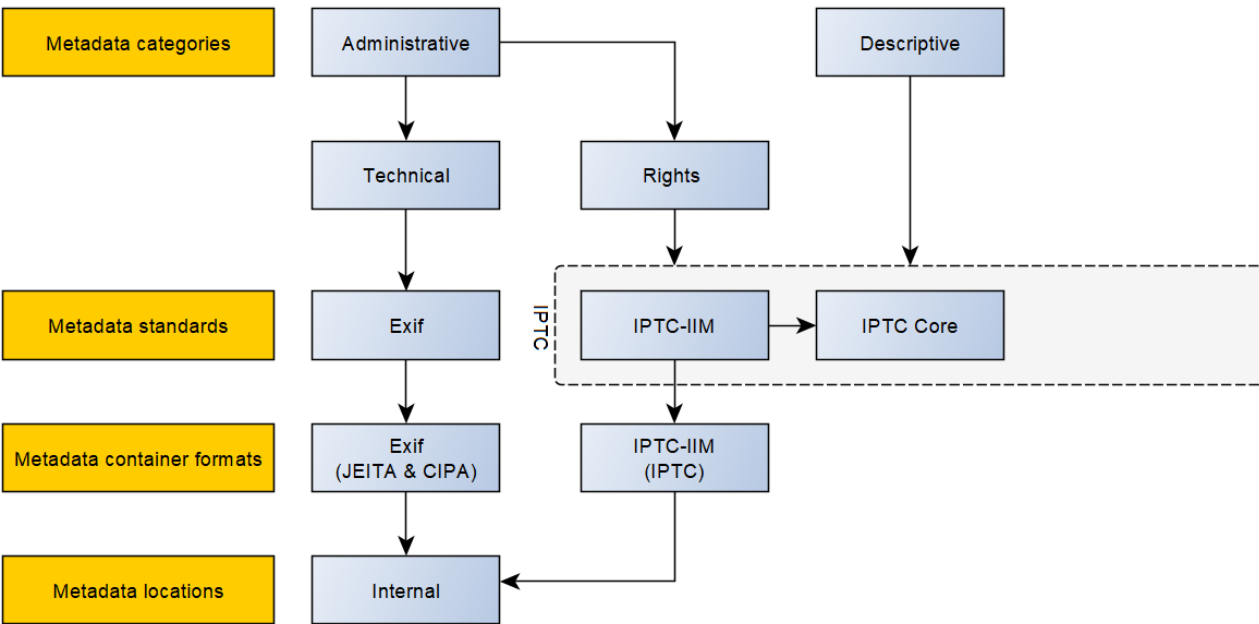 Metadata categories
Administrative
Descriptive
Technical
Rights
IPTC
Metadata standards
Exif
IPTC-IIM
IPTC Core
Metadata container formats
Exif
(JEITA & CIPA)
IPTC-IIM
(IPTC)
Metadata locations
Internal